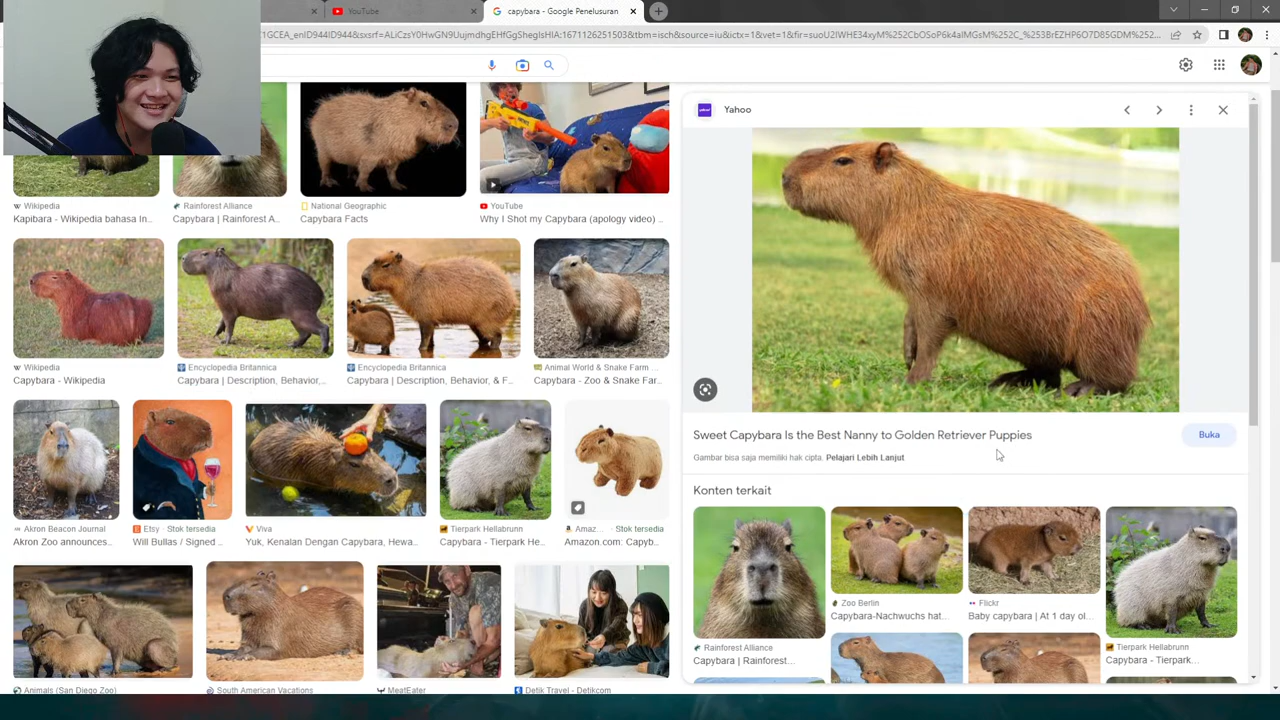 YouTube
capybara - Google Penelusuran
Yahoo
Wikipedia
Kapibara - Wikipedia bahasa In...
Rainforest Alliance
Capybara | Rainforest A...
National Geographic
Capybara Facts
YouTube
Why I Shot my Capybara (apology video) ...
Wikipedia
Capybara - Wikipedia
Encyclopedia Britannica
Capybara | Description, Behavior,...
Encyclopedia Britannica
Capybara | Description, Behavior, & F...
Animal World & Snake Farm ...
Capybara - Zoo & Snake Far...
Akron Beacon Journal
Akron Zoo announces...
Etsy · Stok tersedia
Will Bullas / Signed ...
Viva
Yuk, Kenalan Dengan Capybara, Hewa...
Tierpark Hellabrunn
Capybara - Tierpark He...
Amaz... · Stok tersedia
Amazon.com: Capyb...
Animals (San Diego Zoo)
South American Vacations
MeatEater
Detik Travel - Detikcom
Sweet Capybara Is the Best Nanny to Golden Retriever Puppies
Buka
Gambar bisa saja memiliki hak cipta. Pelajari Lebih Lanjut
Konten terkait
Rainforest Alliance
Capybara | Rainforest...
Zoo Berlin
Capybara-Nachwuchs hat...
Flickr
Baby capybara | At 1 day ol...
Tierpark Hellabrunn
Capybara - Tierpark...